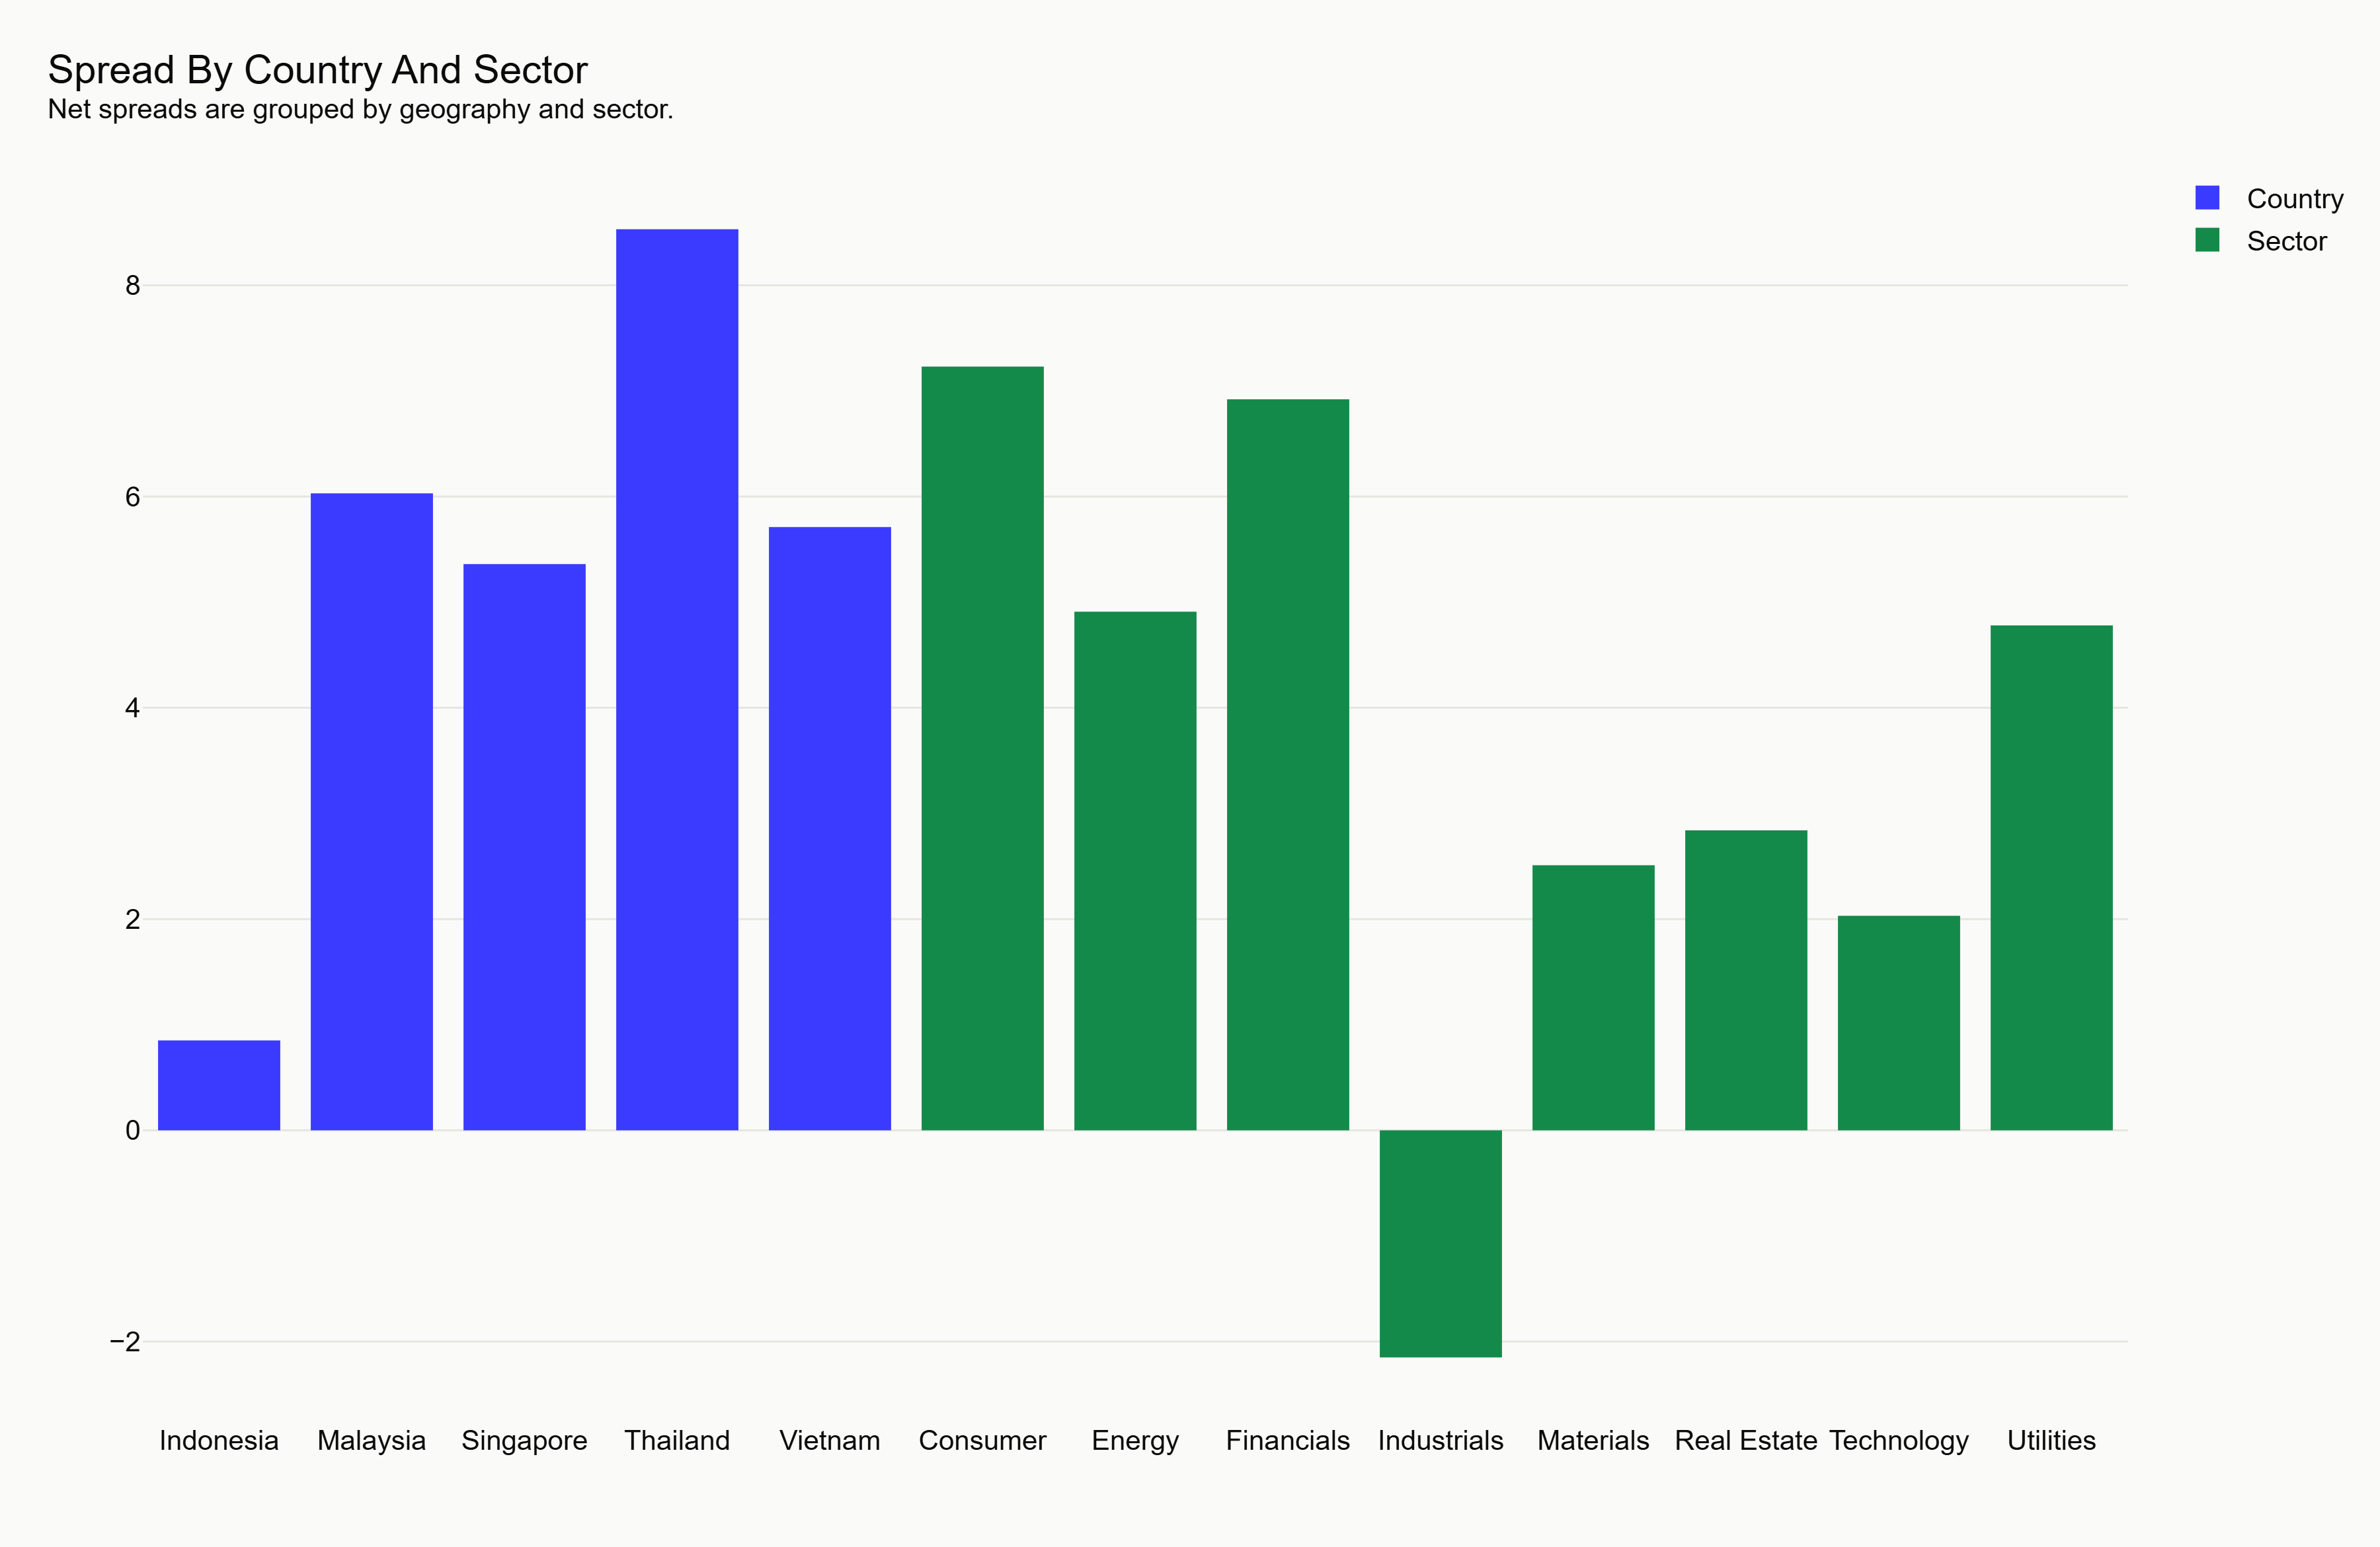 Spread By Country And Sector
Net spreads are grouped by geography and sector.
Country
Sector
8
6
4
2
0
−2
Indonesia Malaysia Singapore Thailand Vietnam Consumer Energy Financials Industrials Materials Real Estate Technology Utilities